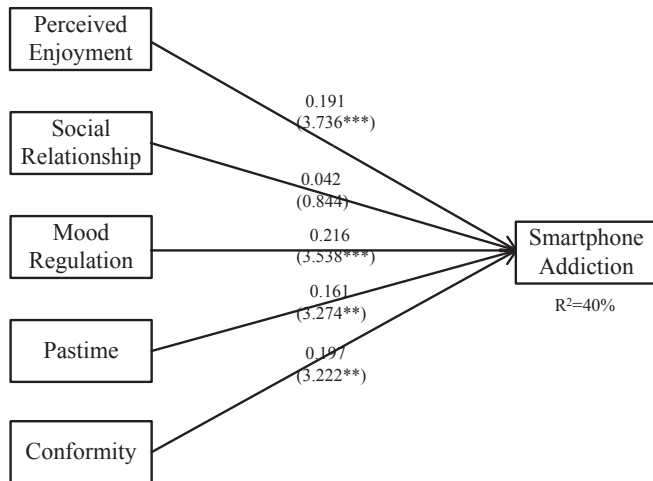 Perceived
Enjoyment
0.191
(3.736***)
Social
Relationship
0.042
(0.844)
Mood
Regulation
0.216
(3.538***)
Smartphone
Addiction
R²=40%
0.161
(3.274**)
Pastime
0.197
(3.222**)
Conformity